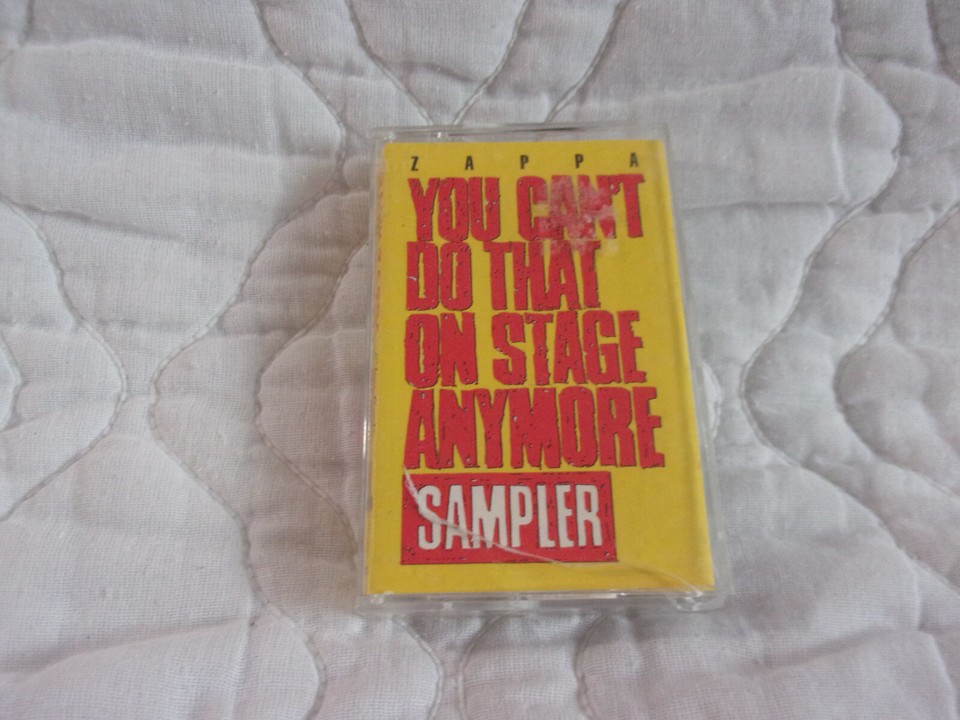 ZAPPA
YOU CAN'T
DO THAT
ON STAGE
ANYMORE
SAMPLER